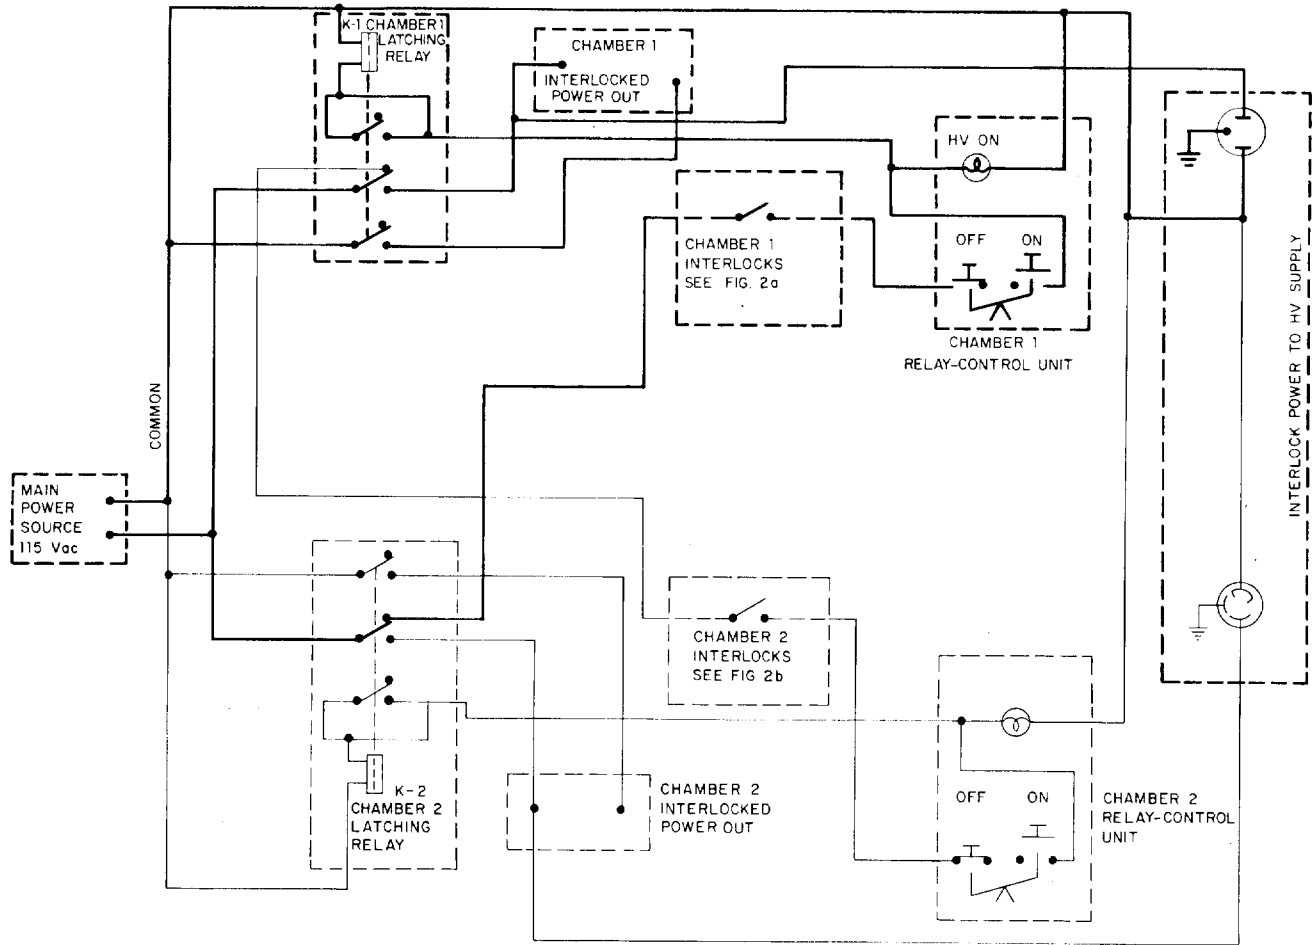 K-1 CHAMBER 1
LATCHING
RELAY
CHAMBER 1
INTERLOCKED
POWER OUT
HV ON
OFF ON
CHAMBER 1
INTERLOCKS
SEE FIG. 2a
CHAMBER 1
RELAY-CONTROL UNIT
INTERLOCK POWER TO HV SUPPLY
COMMON
MAIN
POWER
SOURCE
115 Vac
CHAMBER 2
INTERLOCKS
SEE FIG 2b
K-2
CHAMBER 2
LATCHING
RELAY
CHAMBER 2
INTERLOCKED
POWER OUT
OFF ON
CHAMBER 2
RELAY-CONTROL
UNIT